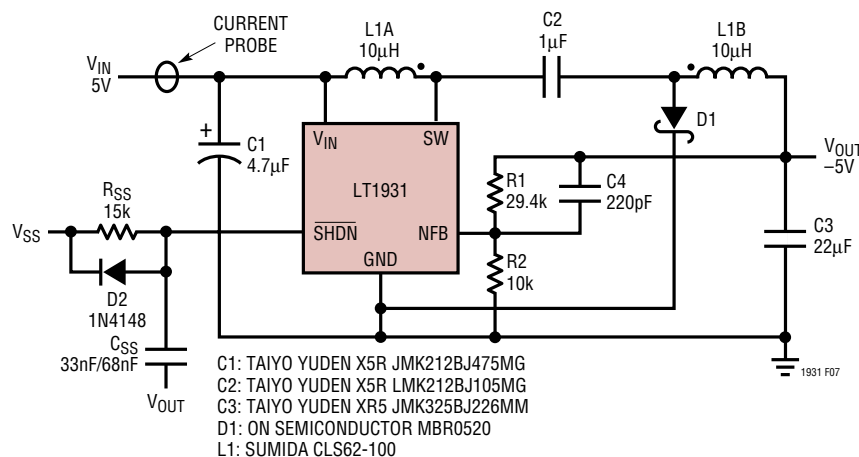 CURRENT
PROBE
VIN
5V
L1A
10µH
C2
1µF
L1B
10µH
D1
VOUT
–5V
C1
4.7µF
+
VIN
SW
LT1931
SHDN
NFB
GND
R1
29.4k
C4
220pF
R2
10k
C3
22µF
RSS
15k
VSS
D2
1N4148
CSS
33nF/68nF
VOUT
C1: TAIYO YUDEN X5R JMK212BJ475MG
C2: TAIYO YUDEN X5R LMK212BJ105MG
C3: TAIYO YUDEN XR5 JMK325BJ226MM
D1: ON SEMICONDUCTOR MBR0520
L1: SUMIDA CLS62-100
1931 F07